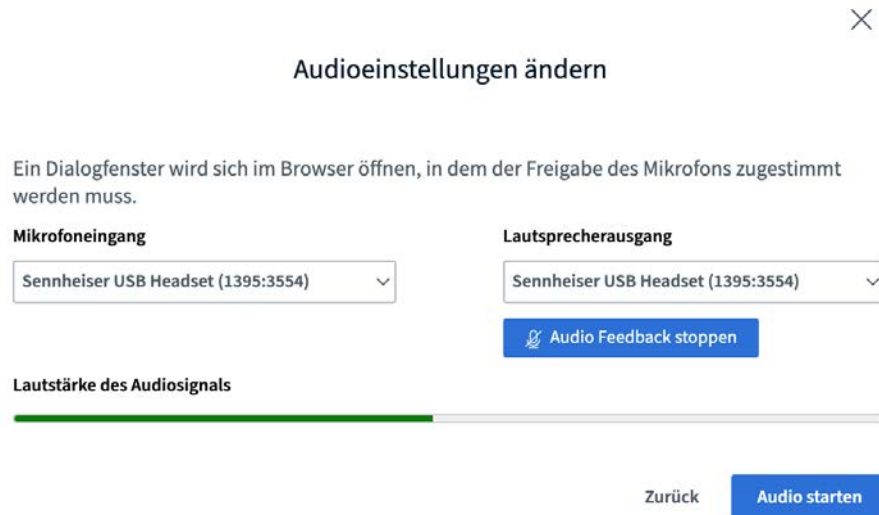 Audioeinstellungen ändern
Ein Dialogfenster wird sich im Browser öffnen, in dem der Freigabe des Mikrofons zugestimmt
werden muss.
Mikrofoneingang
Sennheiser USB Headset (1395:3554)
Lautsprecherausgang
Sennheiser USB Headset (1395:3554)
Audio Feedback stoppen
Lautstärke des Audiosignals
Zurück
Audio starten